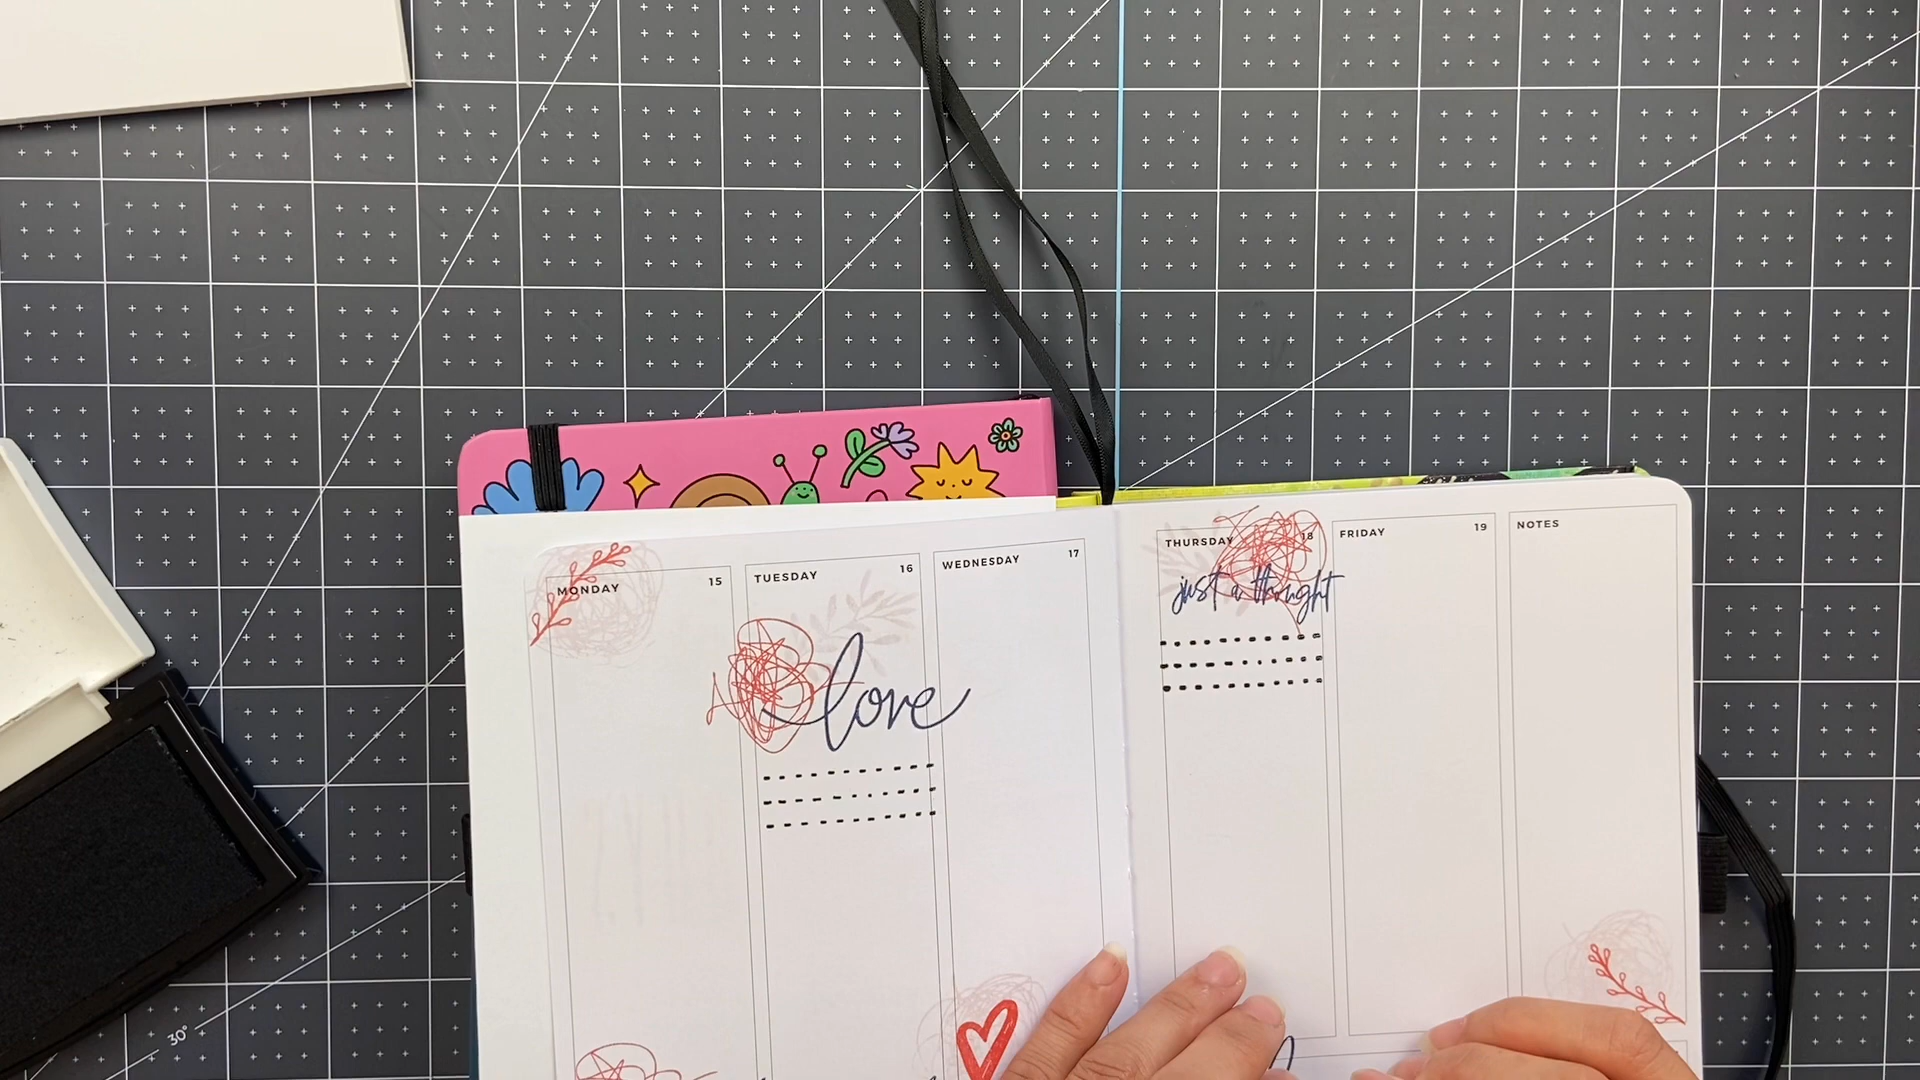 MONDAY 15
TUESDAY 16
WEDNESDAY 17
love
THURSDAY 18
just a thought
FRIDAY 19
NOTES
30°